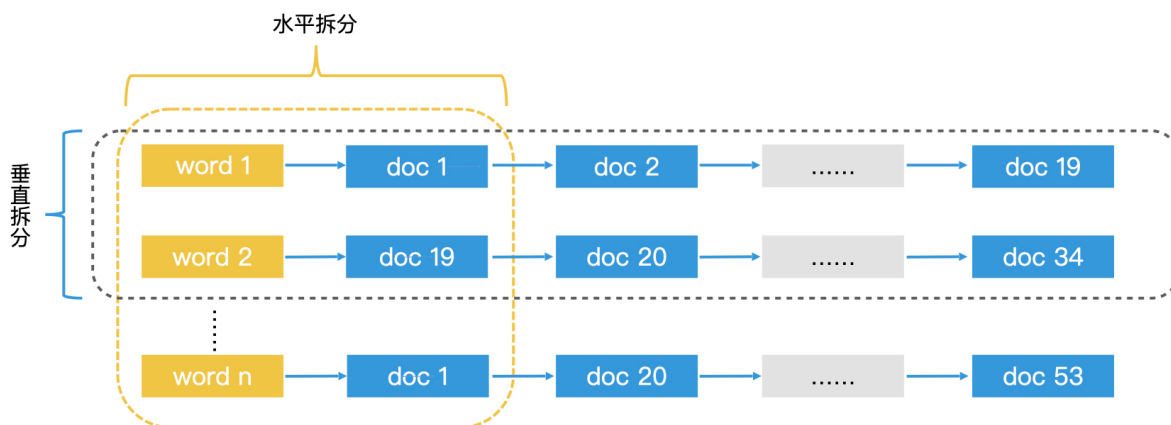 水平拆分
垂直拆分
word 1 doc 1 doc 2 ...... doc 19
word 2 doc 19 doc 20 ...... doc 34
......
word n doc 1 doc 20 ...... doc 53